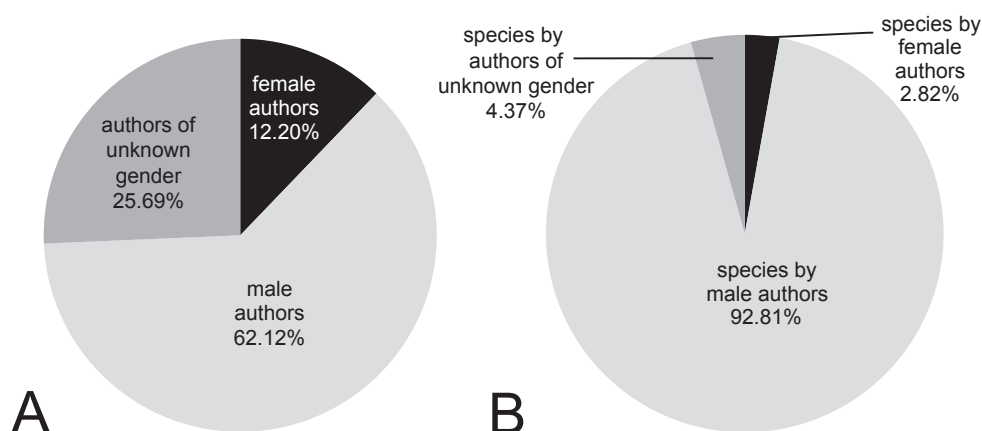 female
authors
12.20%
authors of
unknown
gender
25.69%
male
authors
62.12%
A
species by
authors of
unknown gender
4.37%
species by
female
authors
2.82%
species by
male authors
92.81%
B